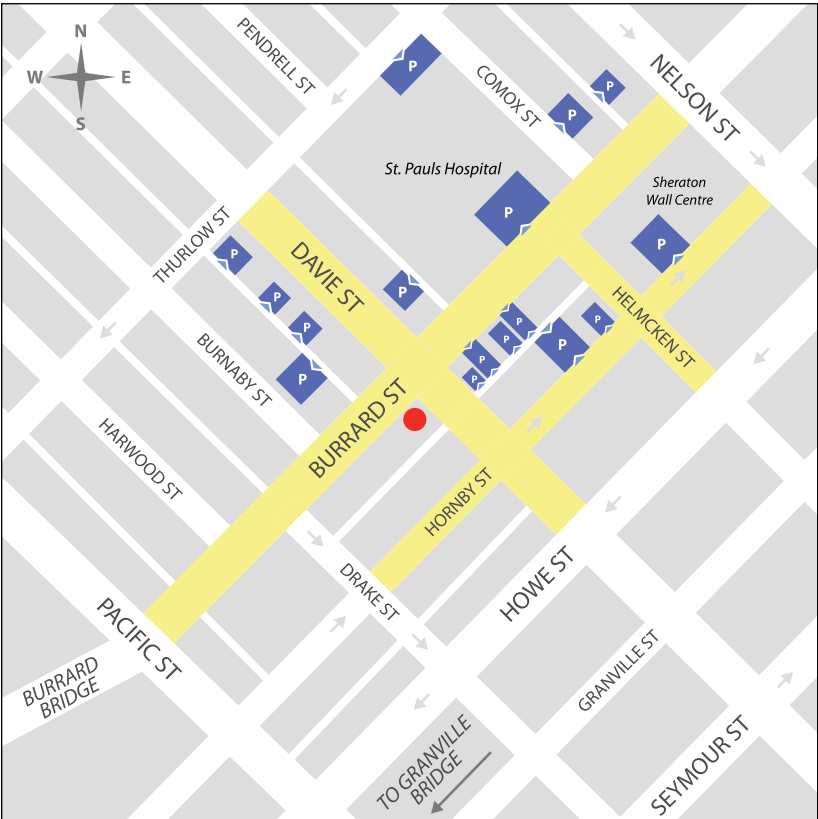 N
W
E
S
PENDRELL ST
P
COMOX ST
P
P
NELSON ST
St. Pauls Hospital
P
Sheraton
Wall Centre
P
THURLOW ST
P
DAVIE ST
P
P
P
P
BURNABY ST
HELMCKEN ST
P
P
P
P
P
P
BURRARD ST
HARWOOD ST
HORNBY ST
DRAKE ST
HOWE ST
PACIFIC ST
BURRARD
BRIDGE
GRANVILLE ST
TO GRANVILLE
BRIDGE
SEYMOUR ST